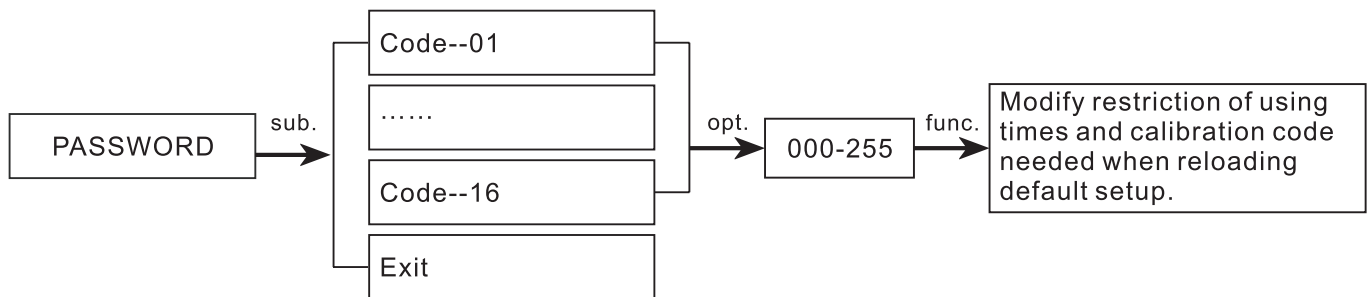 PASSWORD
sub.
Code--01
......
Code--16
Exit
opt.
000-255
func.
Modify restriction of using
times and calibration code
needed when reloading
default setup.